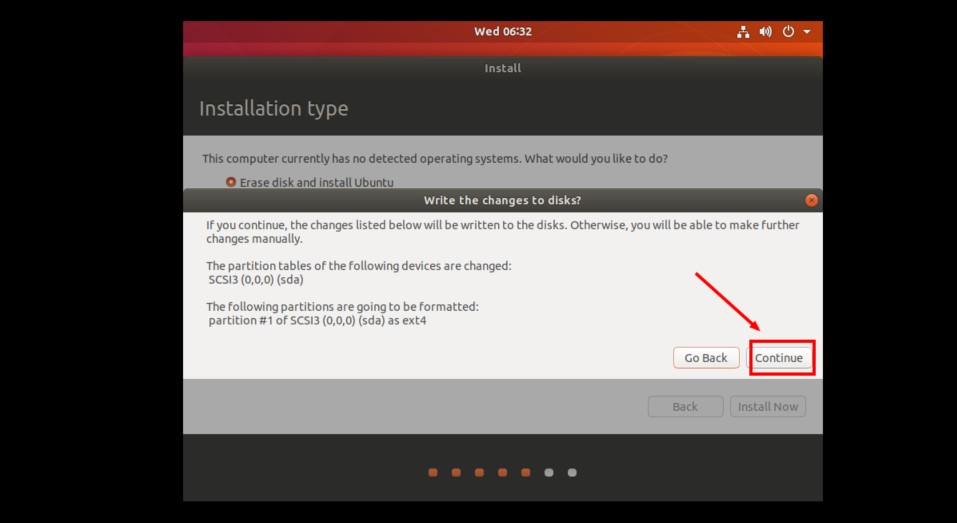 Wed 06:32
Install
Installation type
This computer currently has no detected operating systems. What would you like to do?
Erase disk and install Ubuntu
Write the changes to disks?
If you continue, the changes listed below will be written to the disks. Otherwise, you will be able to make further
changes manually.
The partition tables of the following devices are changed:
SCSI3 (0,0,0) (sda)
The following partitions are going to be formatted:
partition #1 of SCSI3 (0,0,0) (sda) as ext4
Go Back Continue
Back Install Now